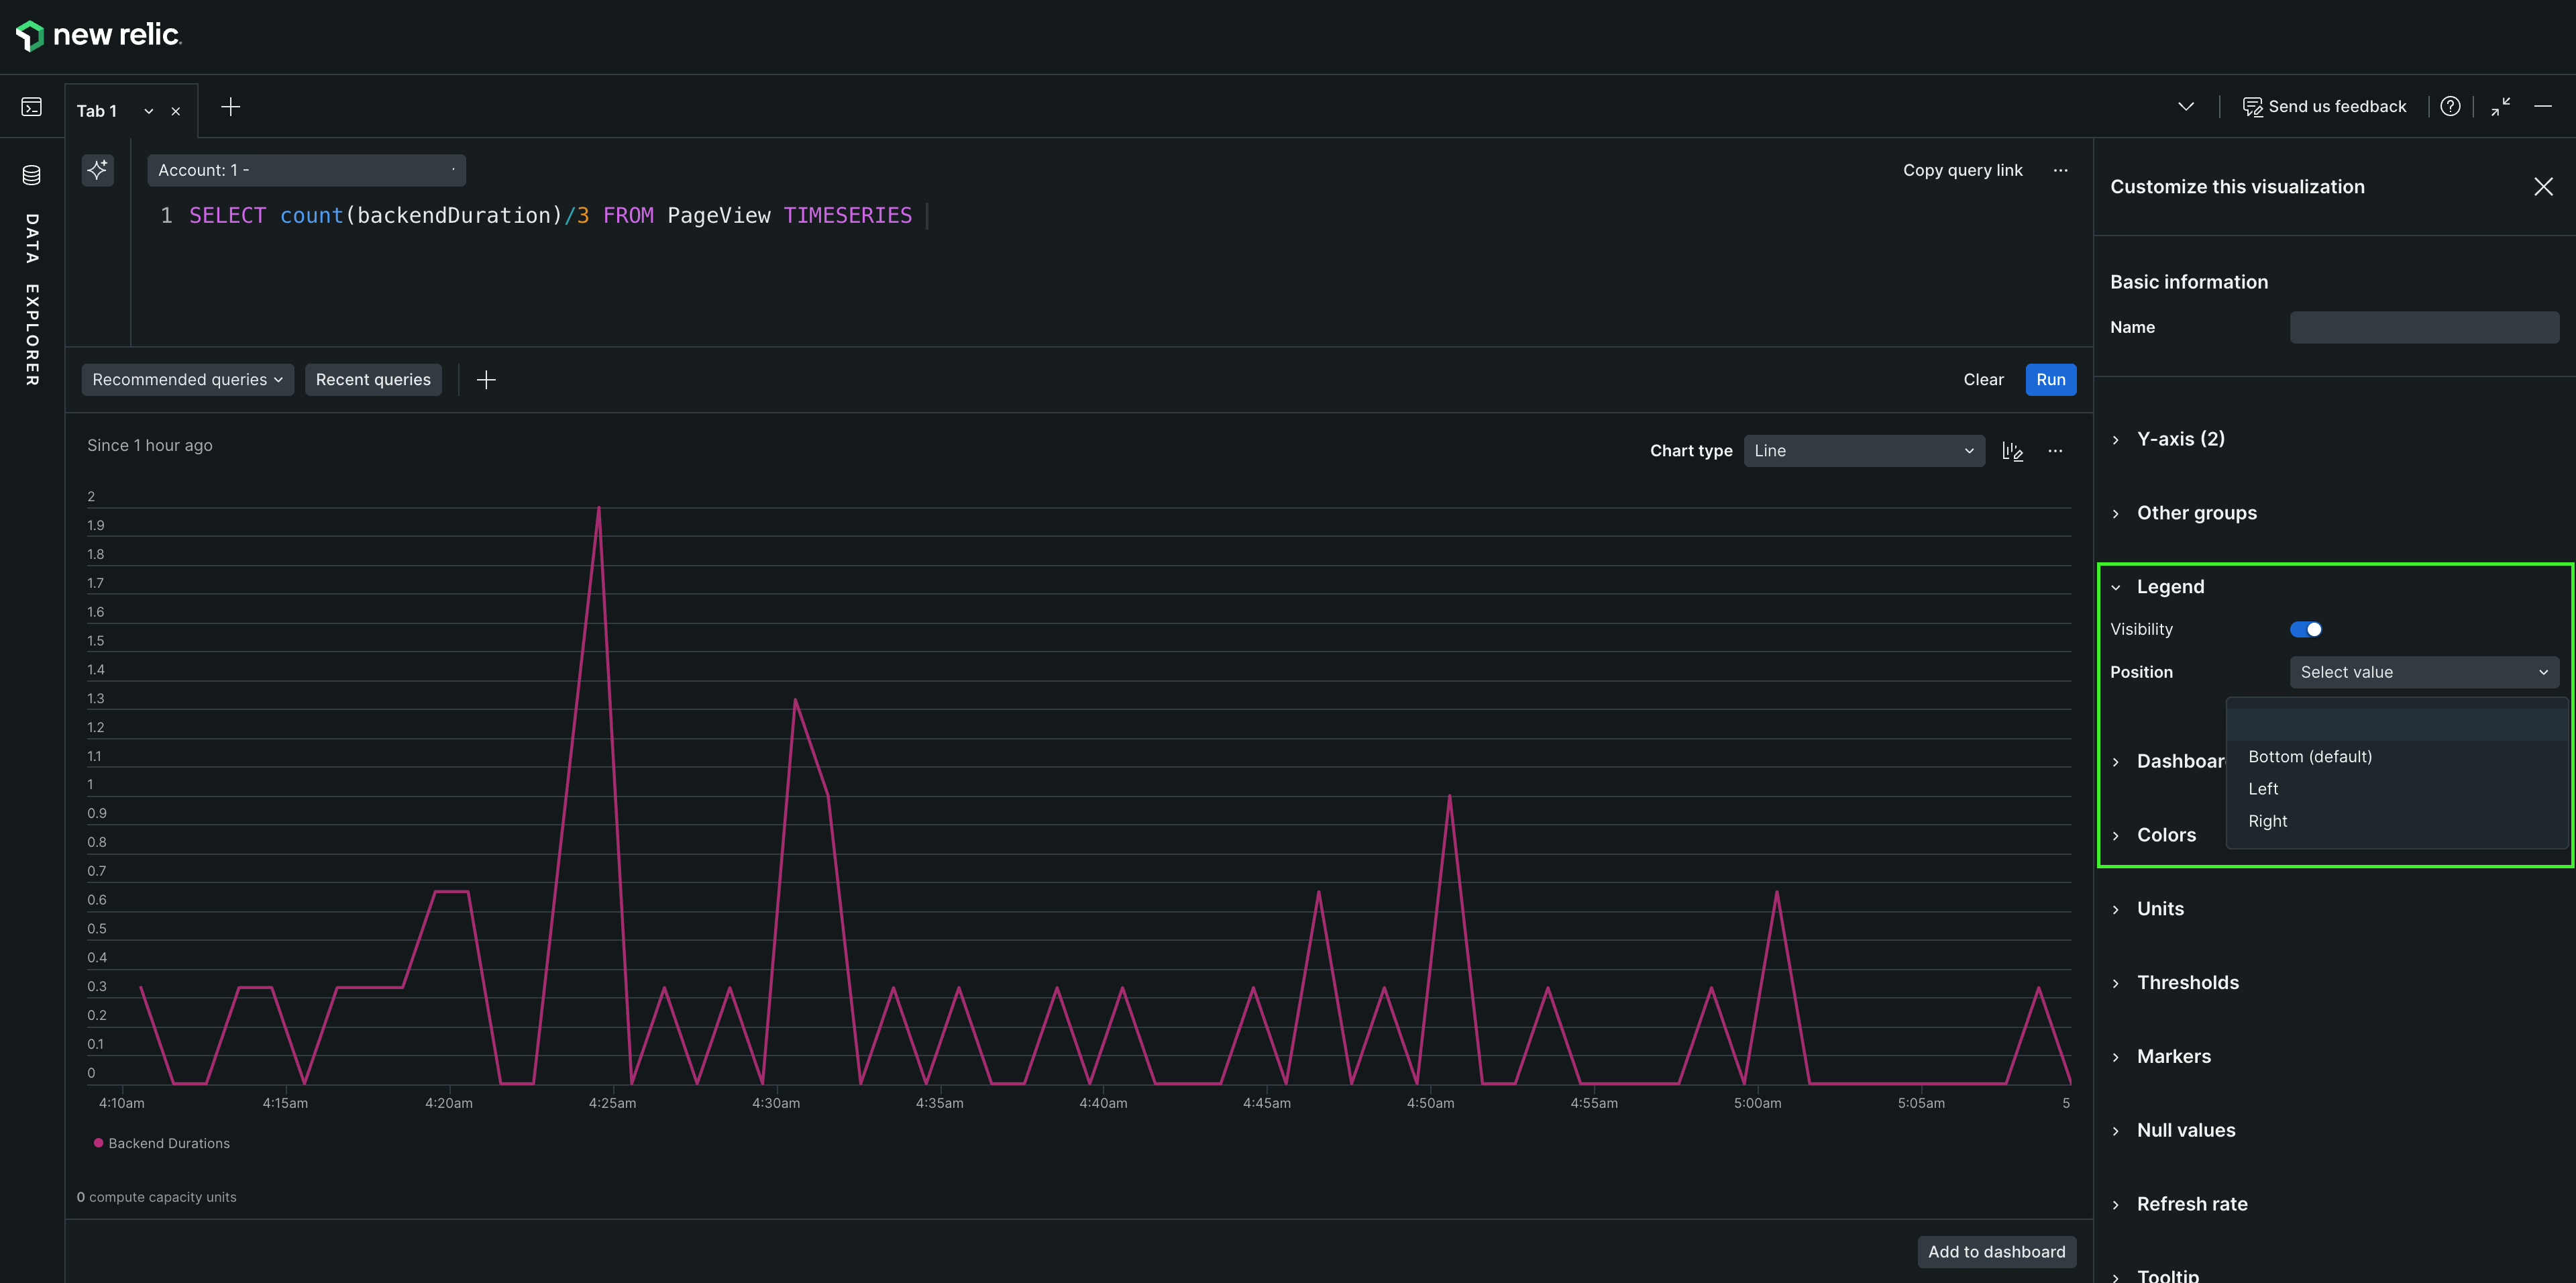 new relic.
Tab 1
Send us feedback
DATA EXPLORER
Account: 1 -
Copy query link
1 SELECT count(backendDuration)/3 FROM PageView TIMESERIES
Recommended queries
Recent queries
Clear
Run
Since 1 hour ago
Chart type
Line
2
1.9
1.8
1.7
1.6
1.5
1.4
1.3
1.2
1.1
1
0.9
0.8
0.7
0.6
0.5
0.4
0.3
0.2
0.1
0
4:10am 4:15am 4:20am 4:25am 4:30am 4:35am 4:40am 4:45am 4:50am 4:55am 5:00am 5:05am 5
Backend Durations
0 compute capacity units
Add to dashboard
Customize this visualization
Basic information
Name
Y-axis (2)
Other groups
Legend
Visibility
Position
Select value
Bottom (default)
Left
Right
Dashboar
Colors
Units
Thresholds
Markers
Null values
Refresh rate
Tooltip